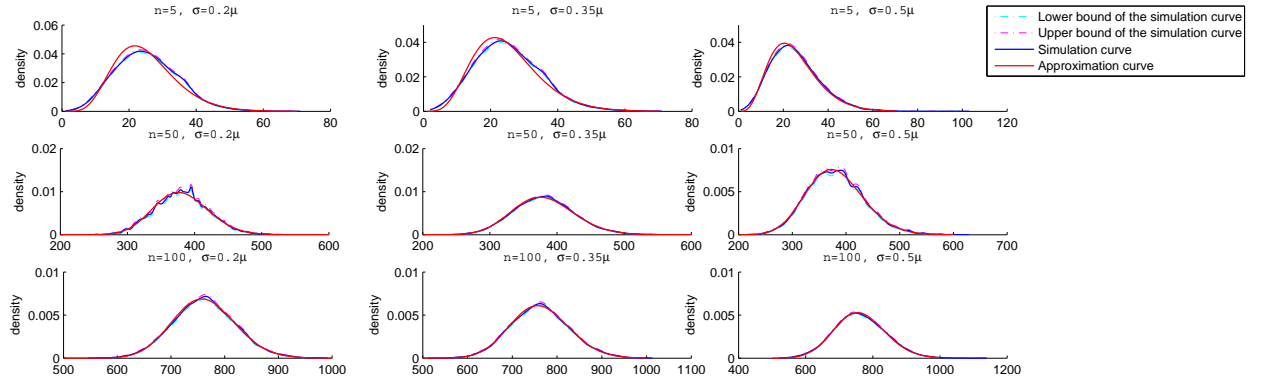 n=5, σ=0.2μ
n=5, σ=0.35μ
n=5, σ=0.5μ
Lower bound of the simulation curve
Upper bound of the simulation curve
Simulation curve
Approximation curve
density
0.06
0.04
0.02
0
0 20 40 60 80
density
0.04
0.02
0
0 20 40 60 80
density
0.04
0.02
0
0 20 40 60 80 100 120
n=50, σ=0.2μ
n=50, σ=0.35μ
n=50, σ=0.5μ
density
0.02
0.01
0
200 300 400 500 600
density
0.02
0.01
0
200 300 400 500 600
density
0.01
0.005
0
200 300 400 500 600 700
n=100, σ=0.2μ
n=100, σ=0.35μ
n=100, σ=0.5μ
density
0.01
0.005
0
500 600 700 800 900 1000
density
0.01
0.005
0
500 600 700 800 900 1000 1100
density
0.01
0.005
0
400 600 800 1000 1200